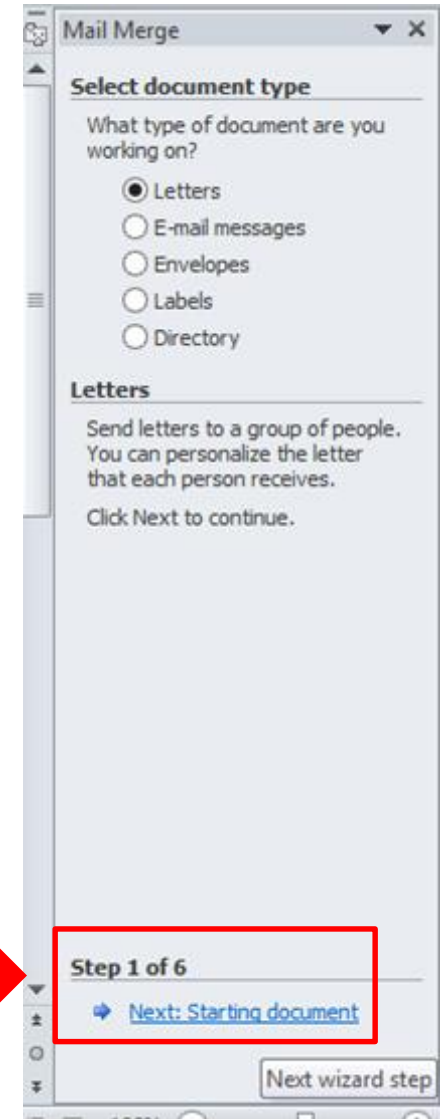 Mail Merge
Select document type
What type of document are you
working on?
Letters
E-mail messages
Envelopes
Labels
Directory
Letters
Send letters to a group of people.
You can personalize the letter
that each person receives.
Click Next to continue.
Step 1 of 6
Next: Starting document
Next wizard step